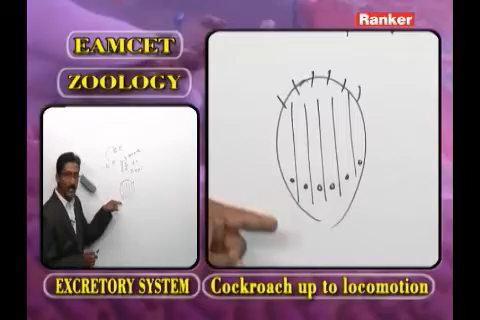 Ranker
EAMCET
ZOOLOGY
EXCRETORY SYSTEM
Cockroach up to locomotion